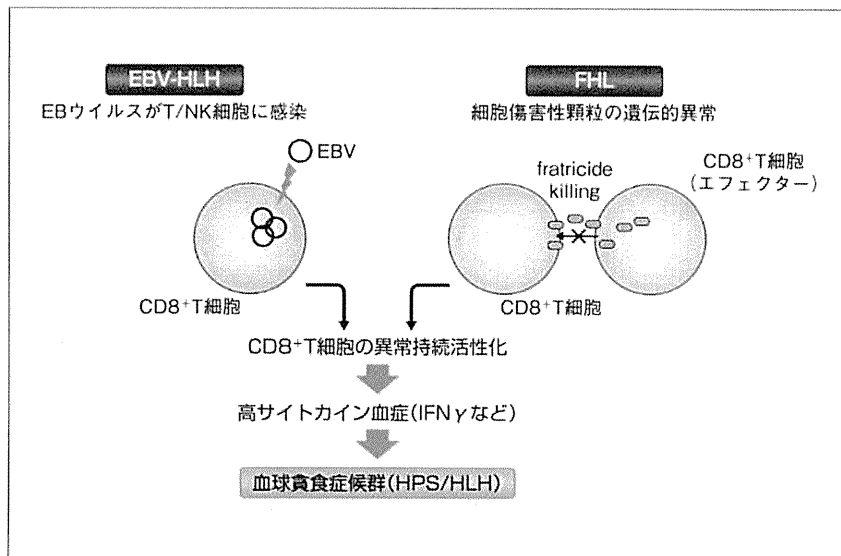 EBV-HLH
EBウイルスがT/NK細胞に感染
EBV
CD8⁺T細胞
FHL
細胞傷害性顆粒の遺伝的異常
fratricide
killing
CD8⁺T細胞
(エフェクター)
CD8⁺T細胞
CD8⁺T細胞の異常持続活性化
高サイトカイン血症(IFNγなど)
血球貪食症候群(HPS/HLH)